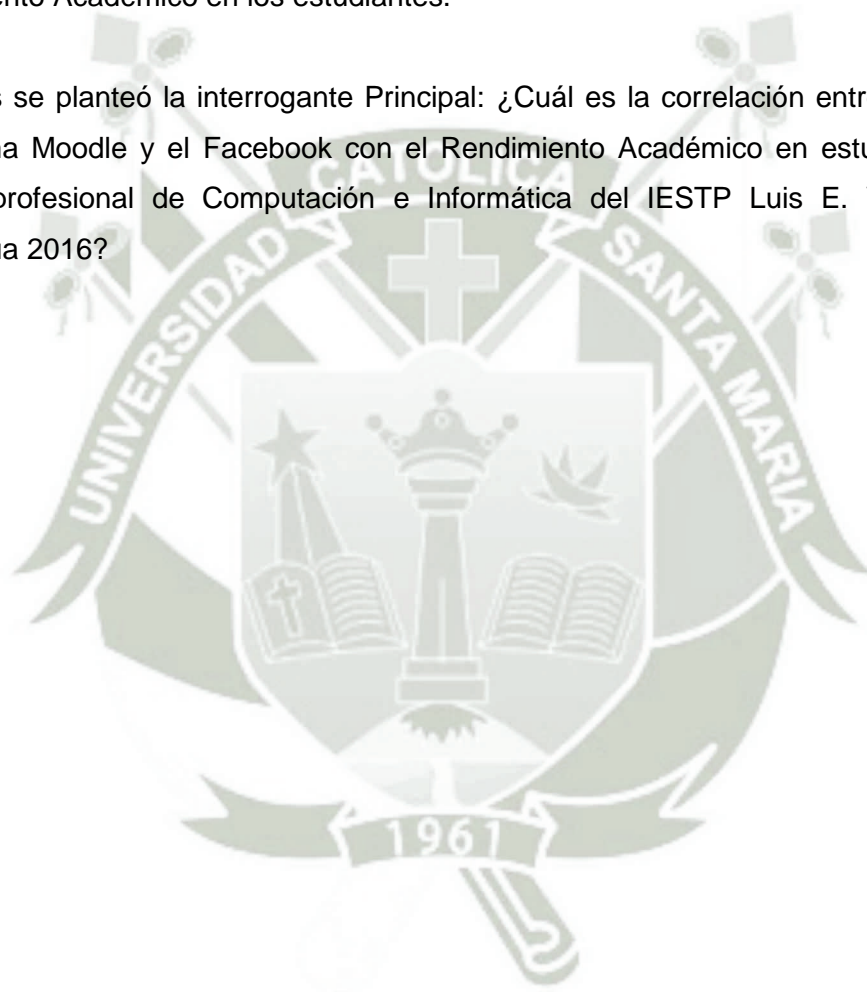 ento Académico en los estudiantes.
s se planteó la interrogante Principal: ¿Cuál es la correlación entr
na Moodle y el Facebook con el Rendimiento Académico en estu
profesional de Computación e Informática del IESTP Luis E.
ua 2016?
UNIVERSIDAD CATOLICA SANTA MARIA
1961